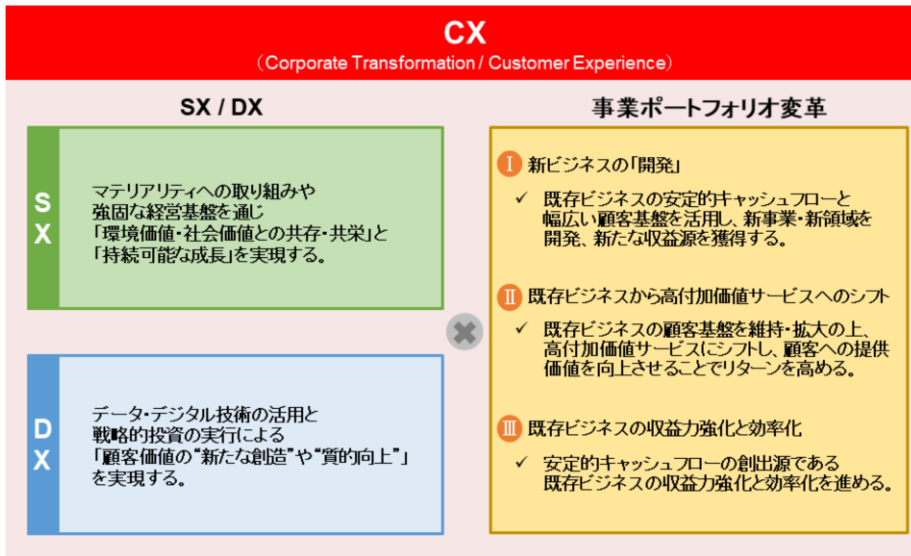 CX
（Corporate Transformation / Customer Experience）
SX / DX
S
X
マテリアリティへの取り組みや
強固な経営基盤を通じ
「環境価値・社会価値との共存・共栄」と
「持続可能な成長」を実現する。
D
X
データ・デジタル技術の活用と
戦略的投資の実行による
「顧客価値の“新たな創造”や“質的向上”」
を実現する。
事業ポートフォリオ変革
Ⅰ 新ビジネスの「開発」
✓ 既存ビジネスの安定的キャッシュフローと
幅広い顧客基盤を活用し、新事業・新領域を
開発、新たな収益源を獲得する。
Ⅱ 既存ビジネスから高付加価値サービスへのシフト
✓ 既存ビジネスの顧客基盤を維持・拡大の上、
高付加価値サービスにシフトし、顧客への提供
価値を向上させることでリターンを高める。
Ⅲ 既存ビジネスの収益力強化と効率化
✓ 安定的キャッシュフローの創出源である
既存ビジネスの収益力強化と効率化を進める。